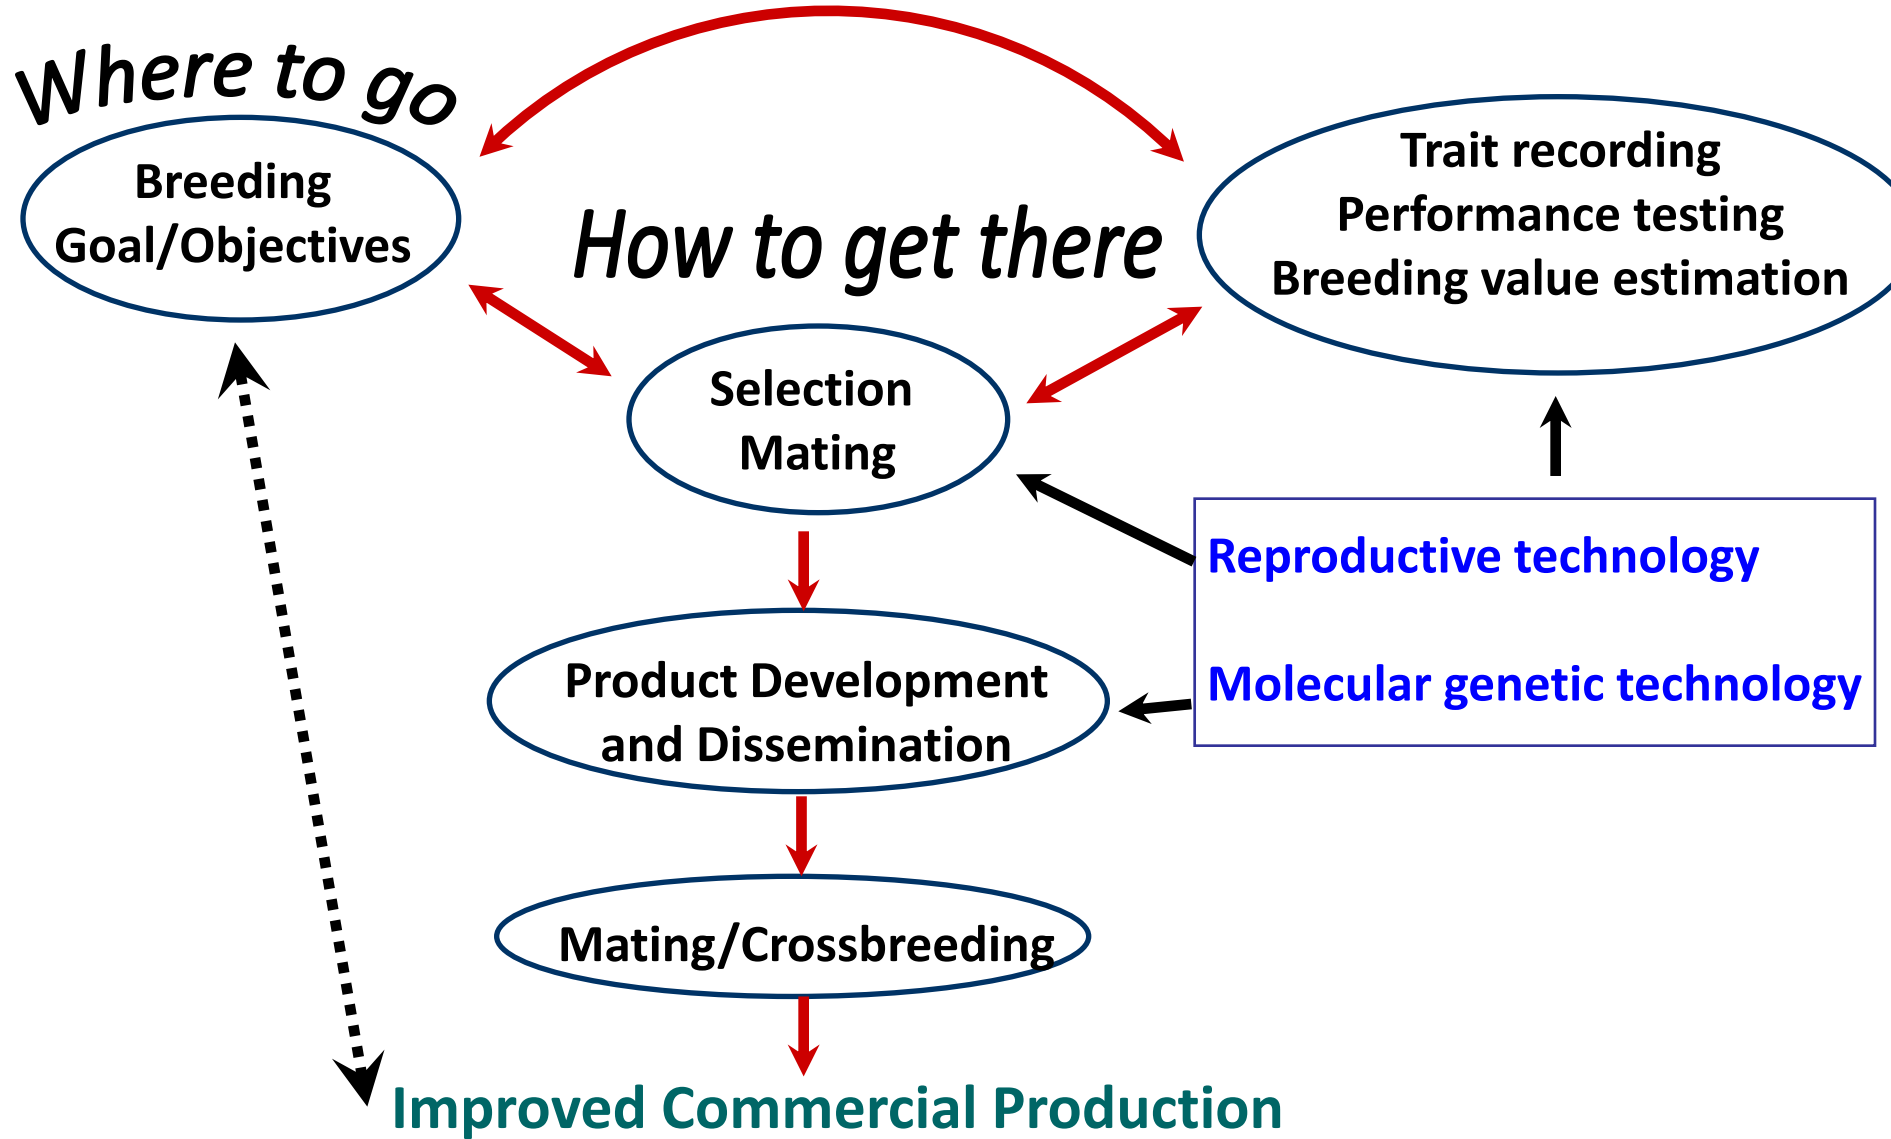 Where to go
Breeding
Goal/Objectives
How to get there
Trait recording
Performance testing
Breeding value estimation
Selection
Mating
Reproductive technology
Molecular genetic technology
Product Development
and Dissemination
Mating/Crossbreeding
Improved Commercial Production